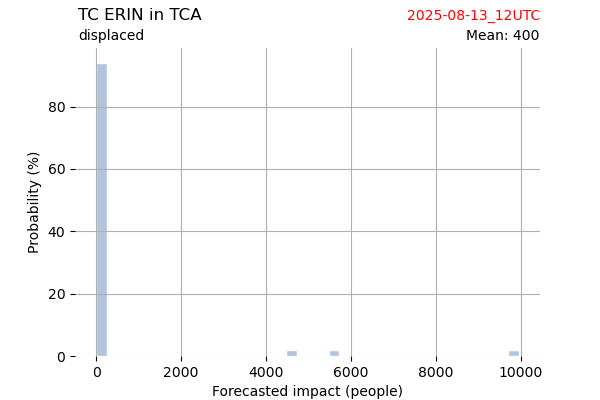 TC ERIN in TCA
2025-08-13_12UTC
displaced
Mean: 400
Probability (%)
80
60
40
20
0
0 2000 4000 6000 8000 10000
Forecasted impact (people)